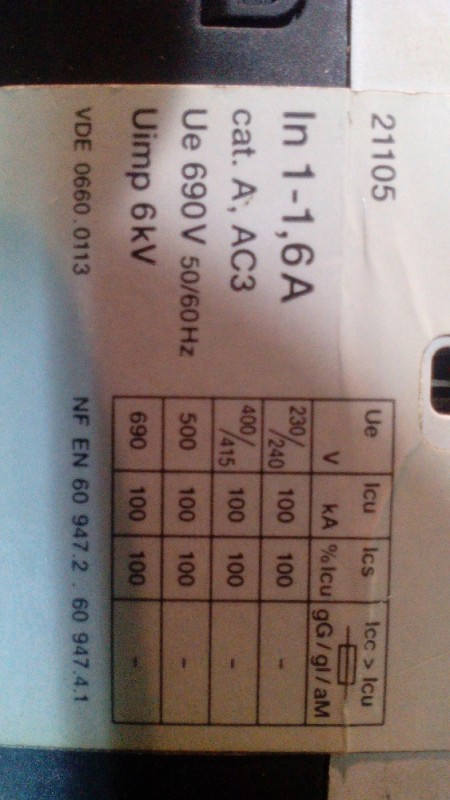 21105
In 1-1,6A
cat. A, AC3
Ue 690V 50/60Hz
Uimp 6kV
VDE 0660.0113
Ue Icu Ics Icc > Icu
V kA %Icu gG/gI/aM
230/240 100 100 -
400/415 100 100 -
500 100 100 -
690 100 100 -
NF EN 60 947.2 . 60 947.4.1